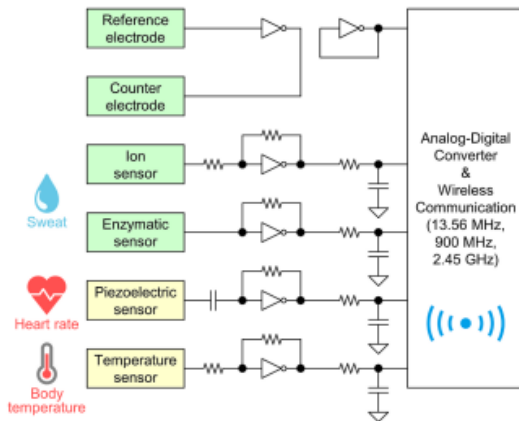 Reference
electrode
Counter
electrode
Ion
sensor
Sweat
Enzymatic
sensor
Piezoelectric
sensor
Heart rate
Temperature
sensor
Body
temperature
Analog-Digital
Converter
&
Wireless
Communication
(13.56 MHz,
900 MHz,
2.45 GHz)